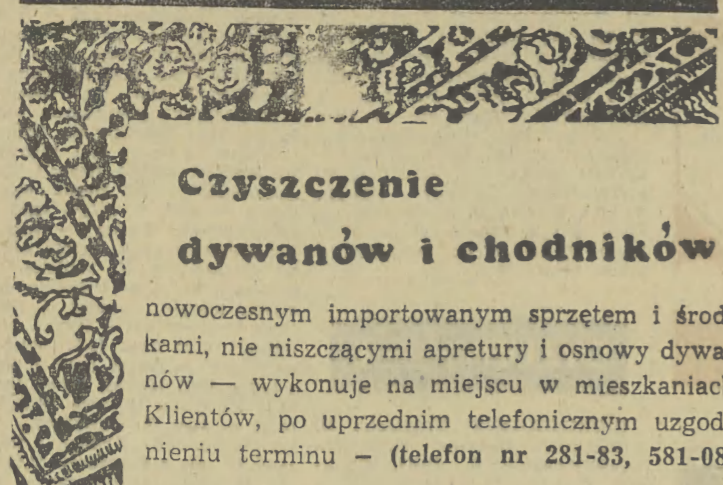 Czyszczenie
dywanów i chodników
nowoczesnym importowanym sprzętem i środ
kami, nie niszczącymi apretury i osnowy dywa
nów — wykonuje na miejscu w mieszkaniac
Klientów, po uprzednim telefonicznym uzgod
nieniu terminu — (telefon nr 281-83, 581-08